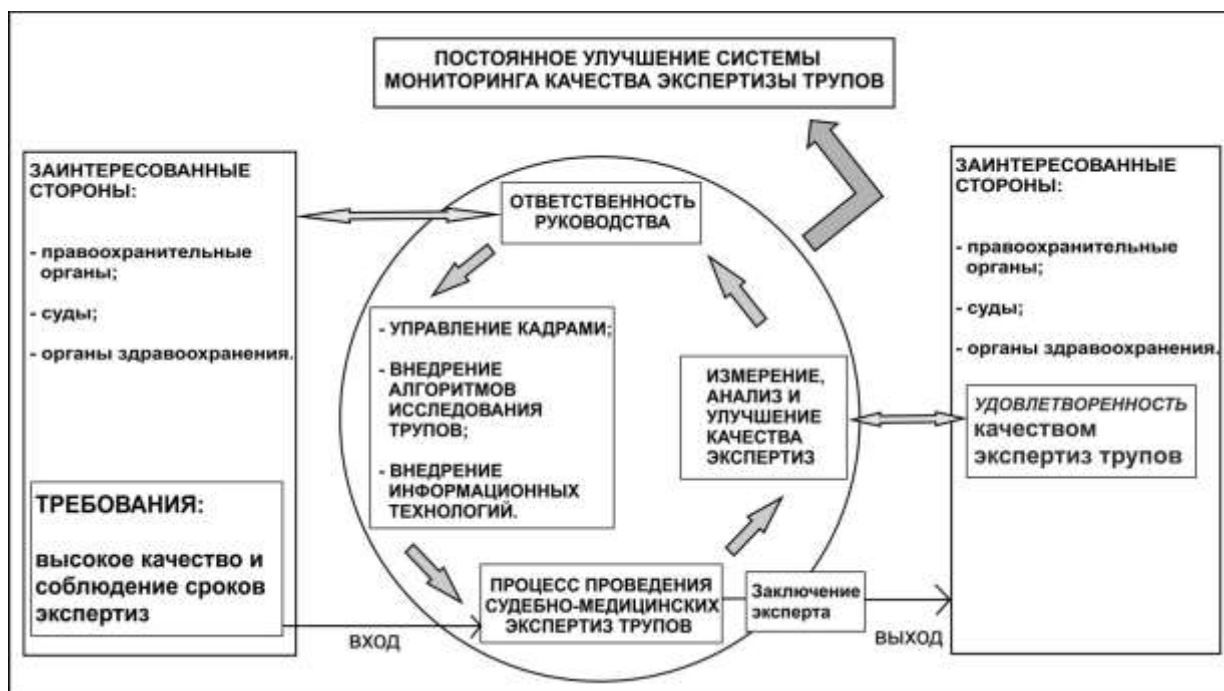 ПОСТОЯННОЕ УЛУЧШЕНИЕ СИСТЕМЫ
МОНИТОРИНГА КАЧЕСТВА ЭКСПЕРТИЗЫ ТРУПОВ
ЗАИНТЕРЕСОВАННЫЕ
СТОРОНЫ:
- правоохранительные
органы;
- суды;
- органы здравоохранения.
ТРЕБОВАНИЯ:
высокое качество и
соблюдение сроков
экспертиз
ВХОД
ОТВЕТСТВЕННОСТЬ
РУКОВОДСТВА
- УПРАВЛЕНИЕ КАДРАМИ;
- ВНЕДРЕНИЕ
АЛГОРИТМОВ
ИССЛЕДОВАНИЯ
ТРУПОВ;
- ВНЕДРЕНИЕ
ИНФОРМАЦИОННЫХ
ТЕХНОЛОГИЙ.
ПРОЦЕСС ПРОВЕДЕНИЯ
СУДЕБНО-МЕДИЦИНСКИХ
ЭКСПЕРТИЗ ТРУПОВ
ИЗМЕРЕНИЕ,
АНАЛИЗ И
УЛУЧШЕНИЕ
КАЧЕСТВА
ЭКСПЕРТИЗ
Заключение
эксперта
ВЫХОД
ЗАИНТЕРЕСОВАННЫЕ
СТОРОНЫ:
- правоохранительные
органы;
- суды;
- органы здравоохранения.
УДОВЛЕТВОРЕННОСТЬ
качеством
экспертиз трупов